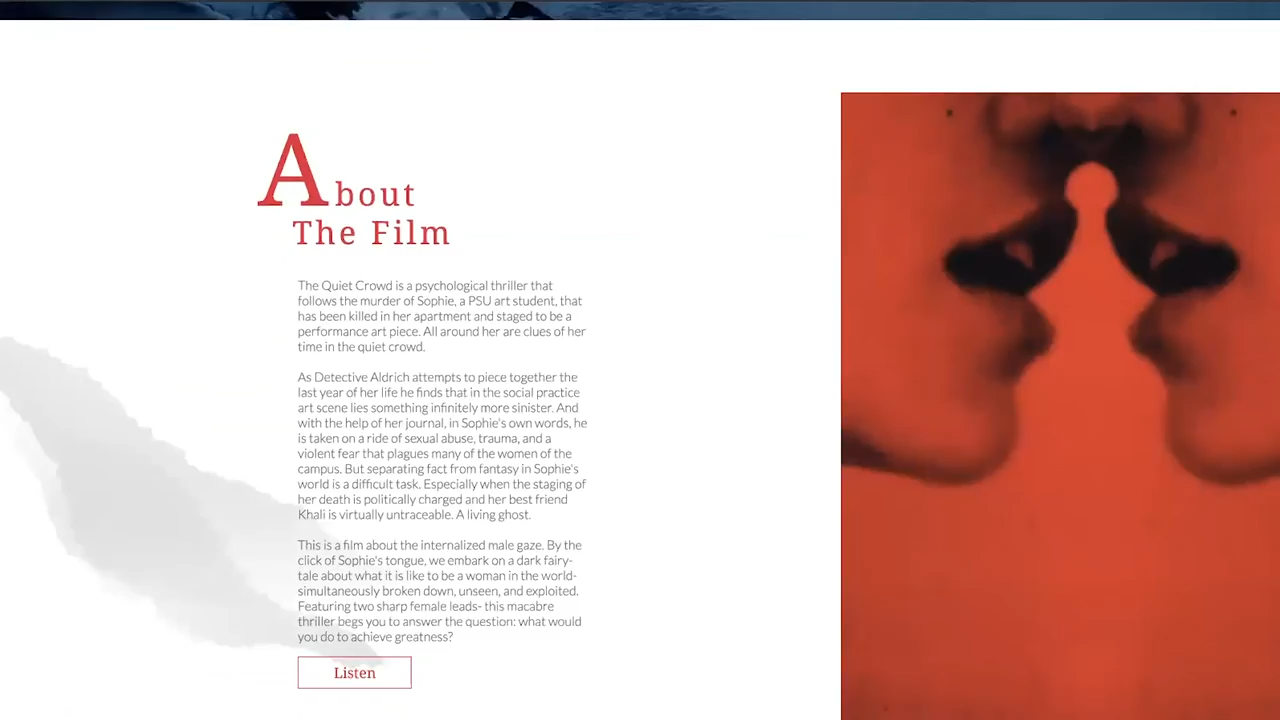 About
The Film
The Quiet Crowd is a psychological thriller that
follows the murder of Sophie, a PSU art student, that
has been killed in her apartment and staged to be a
performance art piece. All around her are clues of her
time in the quiet crowd.
As Detective Aldrich attempts to piece together the
last year of her life he finds that in the social practice
art scene lies something infinitely more sinister. And
with the help of her journal, in Sophie's own words, he
is taken on a ride of sexual abuse, trauma, and a
violent fear that plagues many of the women of the
campus. But separating fact from fantasy in Sophie's
world is a difficult task. Especially when the staging of
her death is politically charged and her best friend
Khali is virtually untraceable. A living ghost.
This is a film about the internalized male gaze. By the
click of Sophie's tongue, we embark on a dark fairy-
tale about what it is like to be a woman in the world-
simultaneously broken down, unseen, and exploited.
Featuring two sharp female leads- this macabre
thriller begs you to answer the question: what would
you do to achieve greatness?
Listen